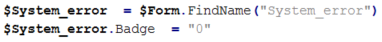 $System_error = $Form.FindName("System_error")
$System_error.Badge = "0"